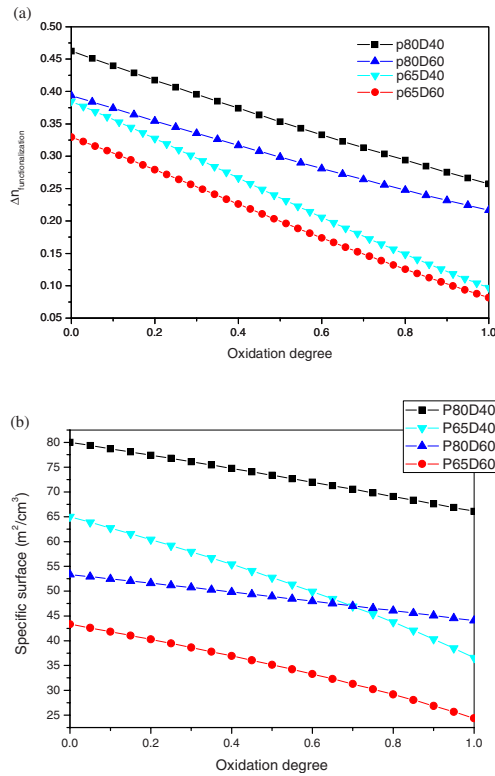 (a)
0.50
0.45
0.40
0.35
0.30
0.25
0.20
0.15
0.10
0.05
Δn functionalization
p80D40
p80D60
p65D40
p65D60
0.0 0.2 0.4 0.6 0.8 1.0
Oxidation degree
(b)
P80D40
P65D40
P80D60
P65D60
80
75
70
65
60
55
50
45
40
35
30
25
Specific surface (m²/cm³)
0.0 0.2 0.4 0.6 0.8 1.0
Oxidation degree